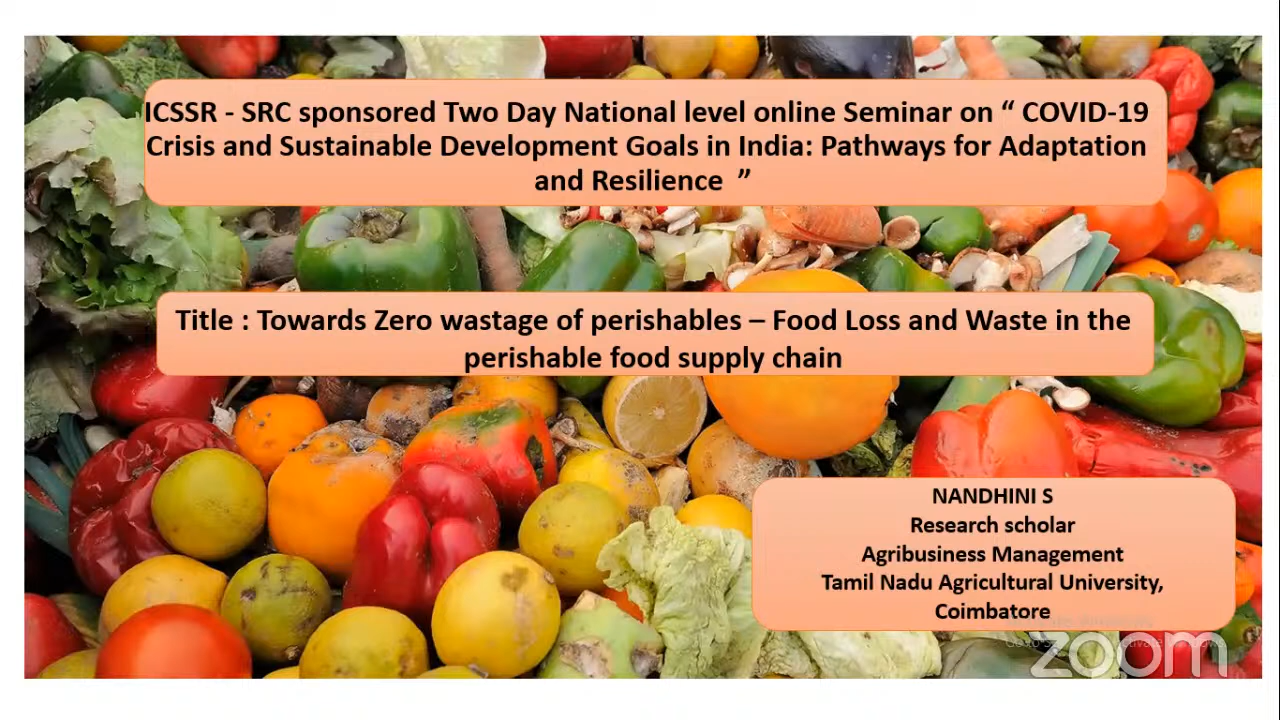 ICSSR - SRC sponsored Two Day National level online Seminar on “ COVID-19
Crisis and Sustainable Development Goals in India: Pathways for Adaptation
and Resilience ”
Title : Towards Zero wastage of perishables – Food Loss and Waste in the
perishable food supply chain
NANDHINI S
Research scholar
Agribusiness Management
Tamil Nadu Agricultural University,
Coimbatore
zoom